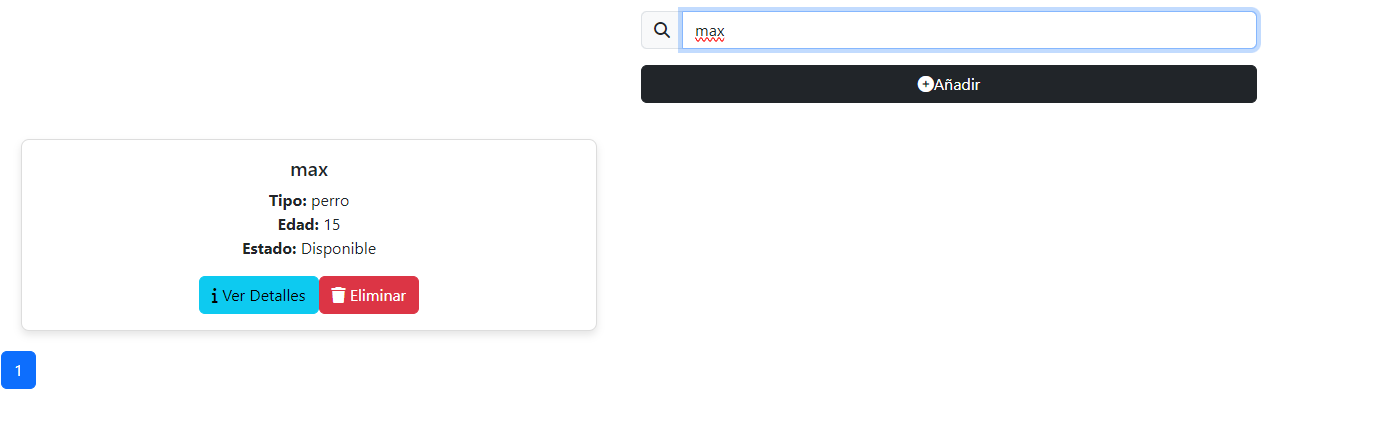 max
Añadir
max
Tipo: perro
Edad: 15
Estado: Disponible
Ver Detalles Eliminar
1